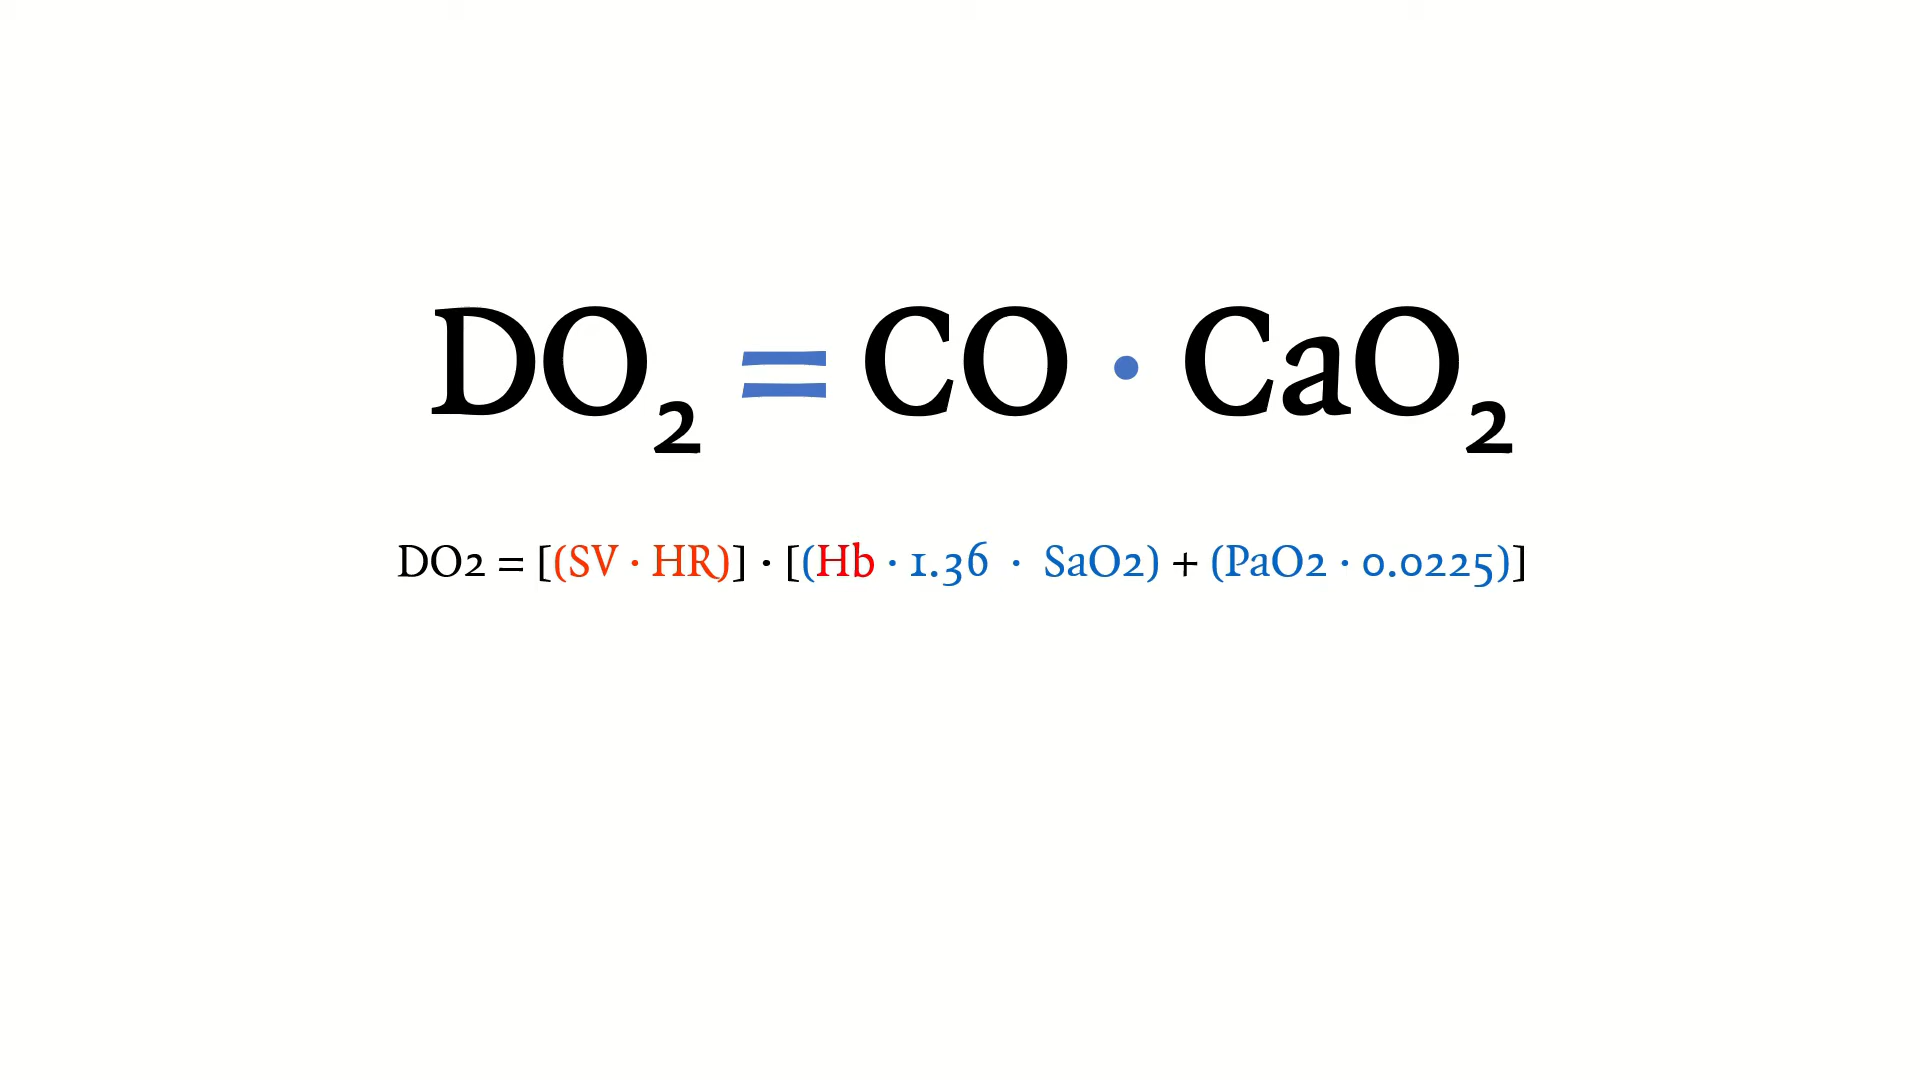 DO₂ = CO · CaO₂
DO2 = [(SV · HR)] · [(Hb · 1.36 · SaO2) + (PaO2 · 0.0225)]